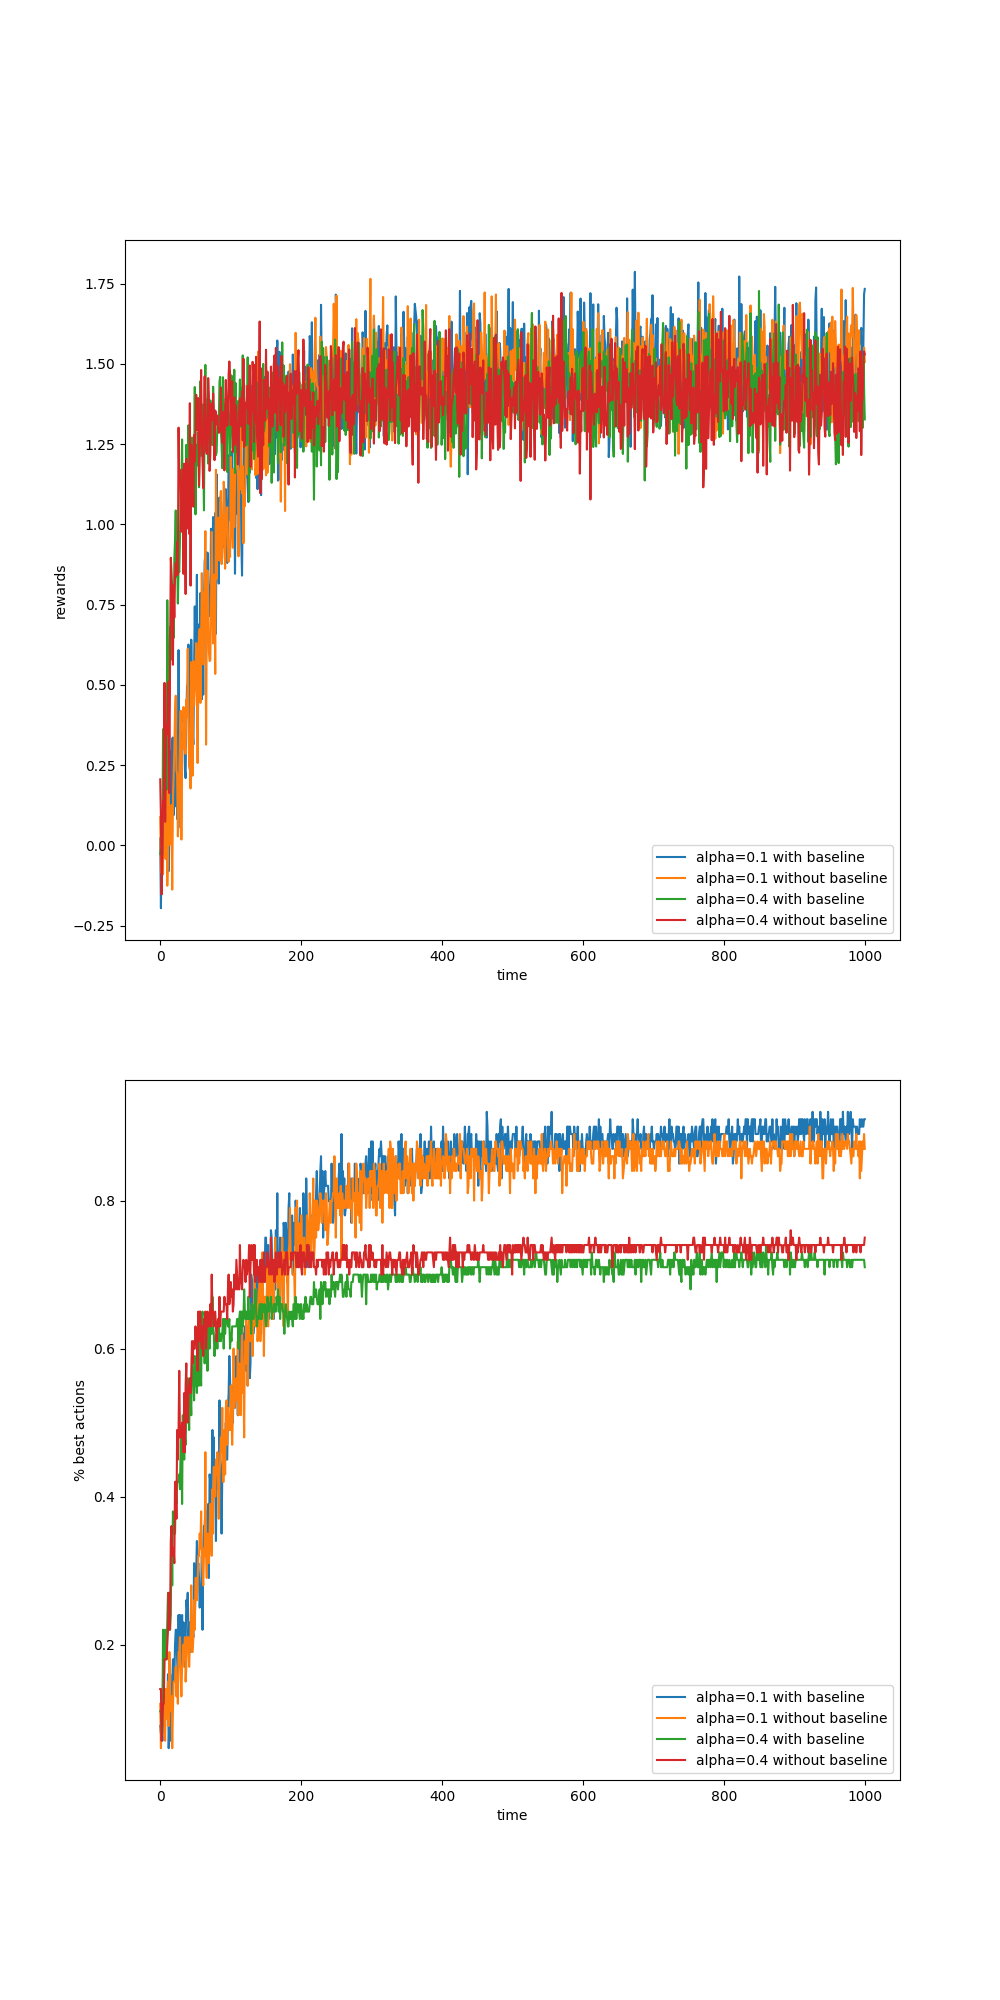 1.75
1.50
1.25
1.00
0.75
0.50
0.25
0.00
−0.25
rewards
alpha=0.1 with baseline
alpha=0.1 without baseline
alpha=0.4 with baseline
alpha=0.4 without baseline
0 200 400 600 800 1000
time
0.8
0.6
0.4
0.2
% best actions
alpha=0.1 with baseline
alpha=0.1 without baseline
alpha=0.4 with baseline
alpha=0.4 without baseline
0 200 400 600 800 1000
time